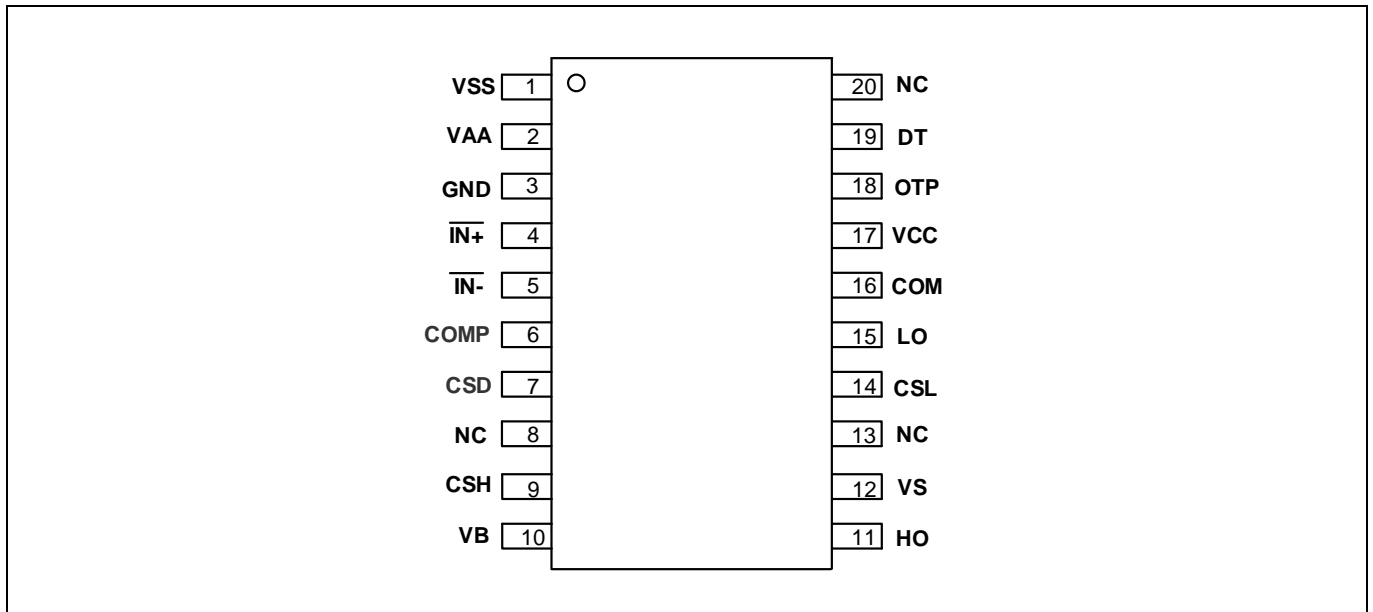 VSS 1 20 NC
VAA 2 19 DT
GND 3 18 OTP
I̅N̅+̅ 4 17 VCC
I̅N̅-̅ 5 16 COM
COMP 6 15 LO
CSD 7 14 CSL
NC 8 13 NC
CSH 9 12 VS
VB 10 11 HO